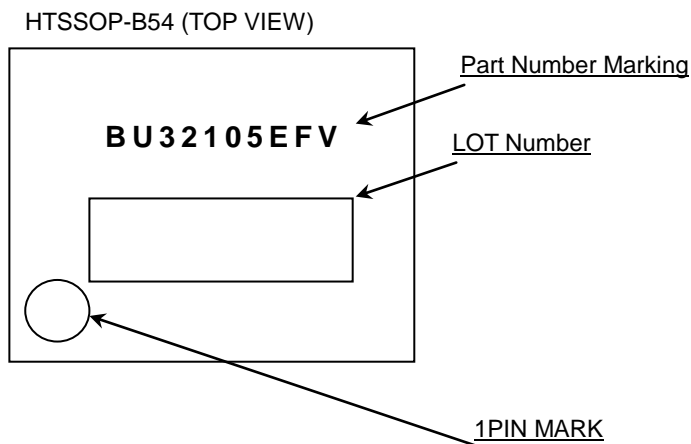 HTSSOP-B54 (TOP VIEW)
Part Number Marking
BU32105EFV
LOT Number
1PIN MARK